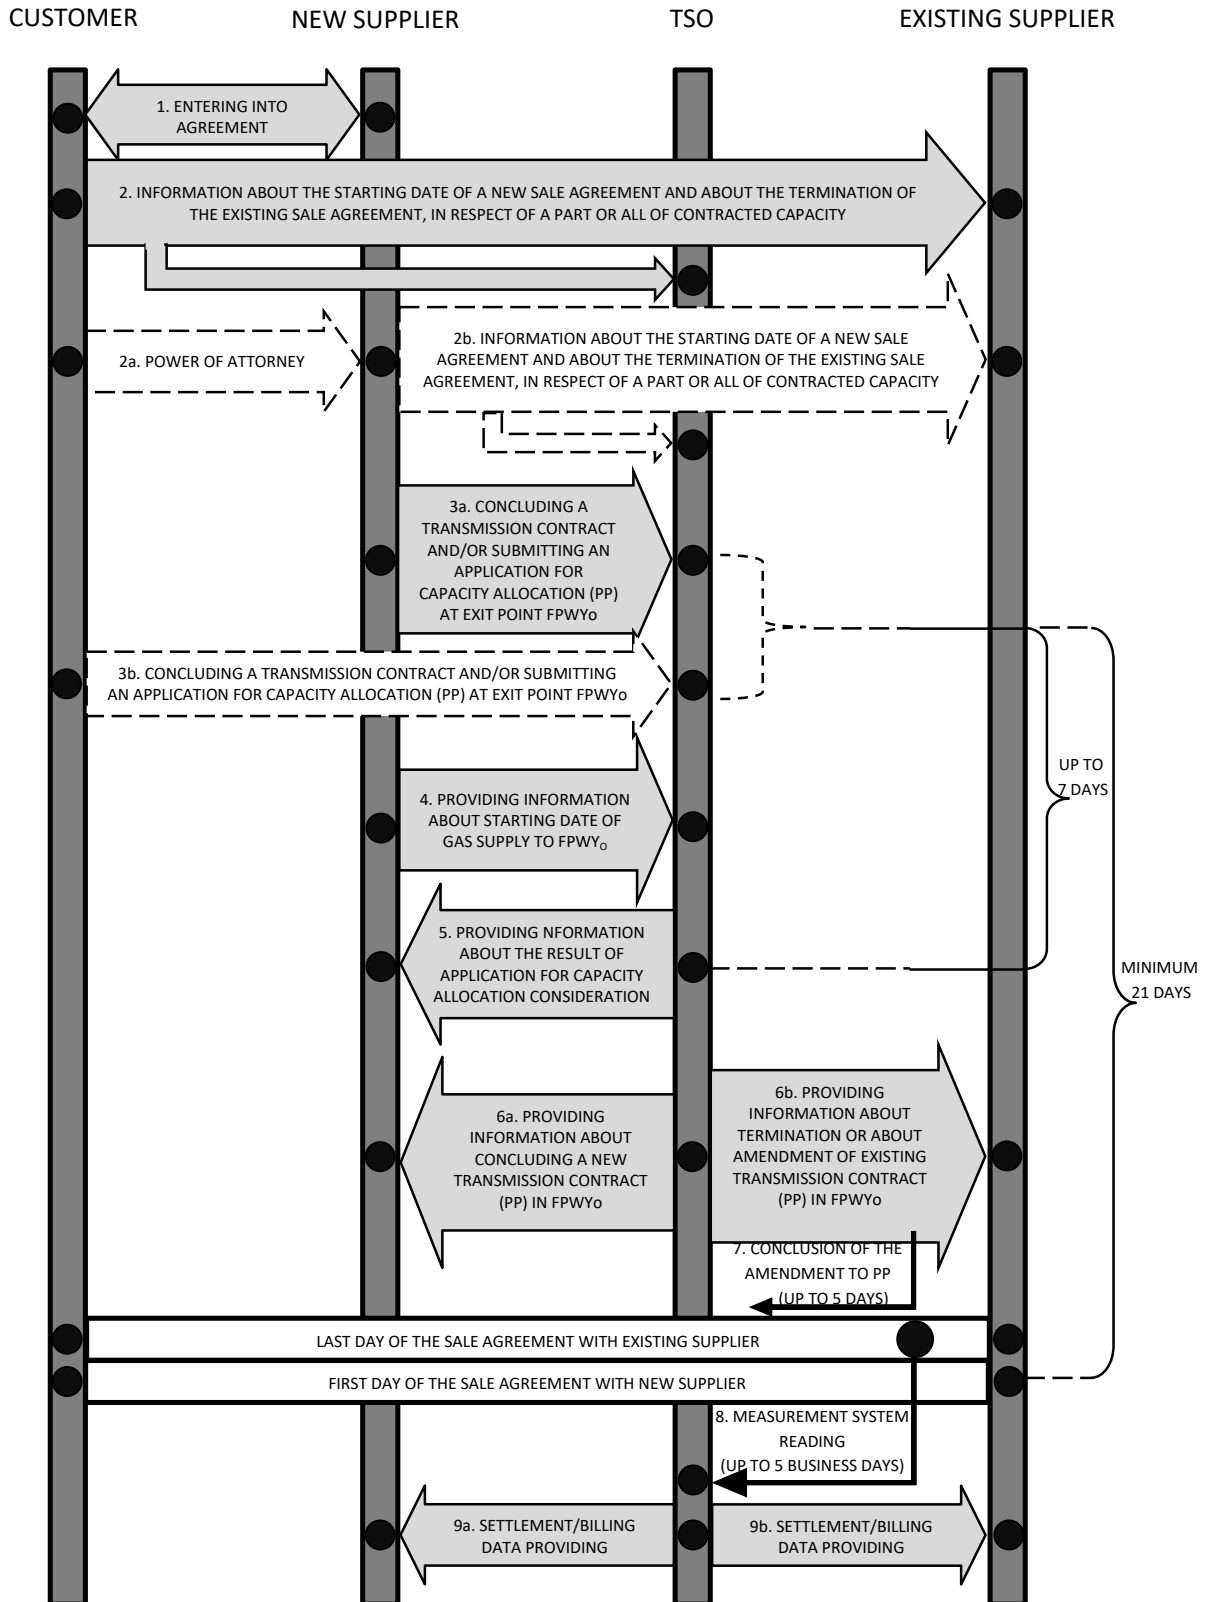 CUSTOMER
NEW SUPPLIER
TSO
EXISTING SUPPLIER
1. ENTERING INTO
AGREEMENT
2. INFORMATION ABOUT THE STARTING DATE OF A NEW SALE AGREEMENT AND ABOUT THE TERMINATION OF
THE EXISTING SALE AGREEMENT, IN RESPECT OF A PART OR ALL OF CONTRACTED CAPACITY
2a. POWER OF ATTORNEY
2b. INFORMATION ABOUT THE STARTING DATE OF A NEW SALE
AGREEMENT AND ABOUT THE TERMINATION OF THE EXISTING SALE
AGREEMENT, IN RESPECT OF A PART OR ALL OF CONTRACTED CAPACITY
3a. CONCLUDING A
TRANSMISSION CONTRACT
AND/OR SUBMITTING AN
APPLICATION FOR
CAPACITY ALLOCATION (PP)
AT EXIT POINT FPWYo
3b. CONCLUDING A TRANSMISSION CONTRACT AND/OR SUBMITTING
AN APPLICATION FOR CAPACITY ALLOCATION (PP) AT EXIT POINT FPWYo
UP TO
7 DAYS
4. PROVIDING INFORMATION
ABOUT STARTING DATE OF
GAS SUPPLY TO FPWYO
5. PROVIDING NFORMATION
ABOUT THE RESULT OF
APPLICATION FOR CAPACITY
ALLOCATION CONSIDERATION
MINIMUM
21 DAYS
6a. PROVIDING
INFORMATION ABOUT
CONCLUDING A NEW
TRANSMISSION CONTRACT
(PP) IN FPWYo
6b. PROVIDING
INFORMATION ABOUT
TERMINATION OR ABOUT
AMENDMENT OF EXISTING
TRANSMISSION CONTRACT
(PP) IN FPWYo
7. CONCLUSION OF THE
AMENDMENT TO PP
(UP TO 5 DAYS)
LAST DAY OF THE SALE AGREEMENT WITH EXISTING SUPPLIER
FIRST DAY OF THE SALE AGREEMENT WITH NEW SUPPLIER
8. MEASUREMENT SYSTEM
READING
(UP TO 5 BUSINESS DAYS)
9a. SETTLEMENT/BILLING
DATA PROVIDING
9b. SETTLEMENT/BILLING
DATA PROVIDING